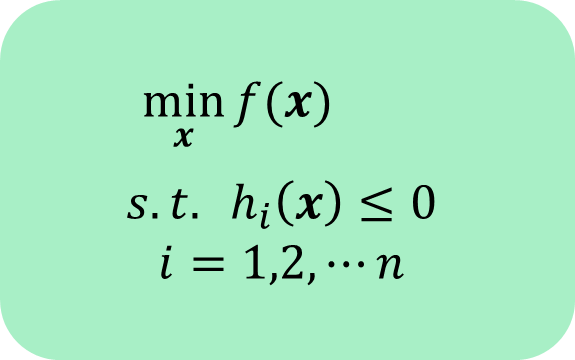 min f(x)
x
s.t. hᵢ(x) ≤ 0
i = 1,2,⋯n